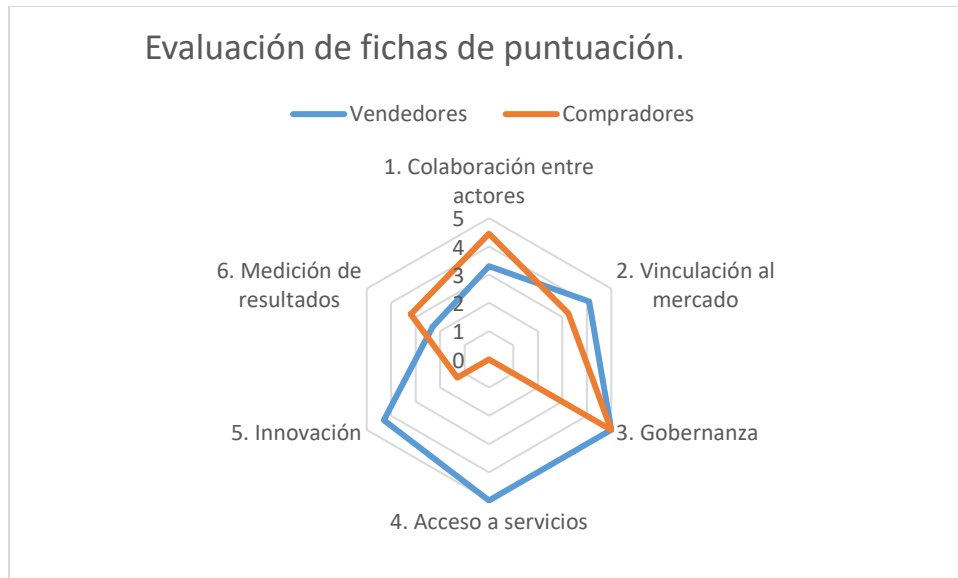 Evaluación de fichas de puntuación.
Vendedores
Compradores
1. Colaboración entre
actores
5
4
3
2
1
0
2. Vinculación al
mercado
3. Gobernanza
4. Acceso a servicios
5. Innovación
6. Medición de
resultados